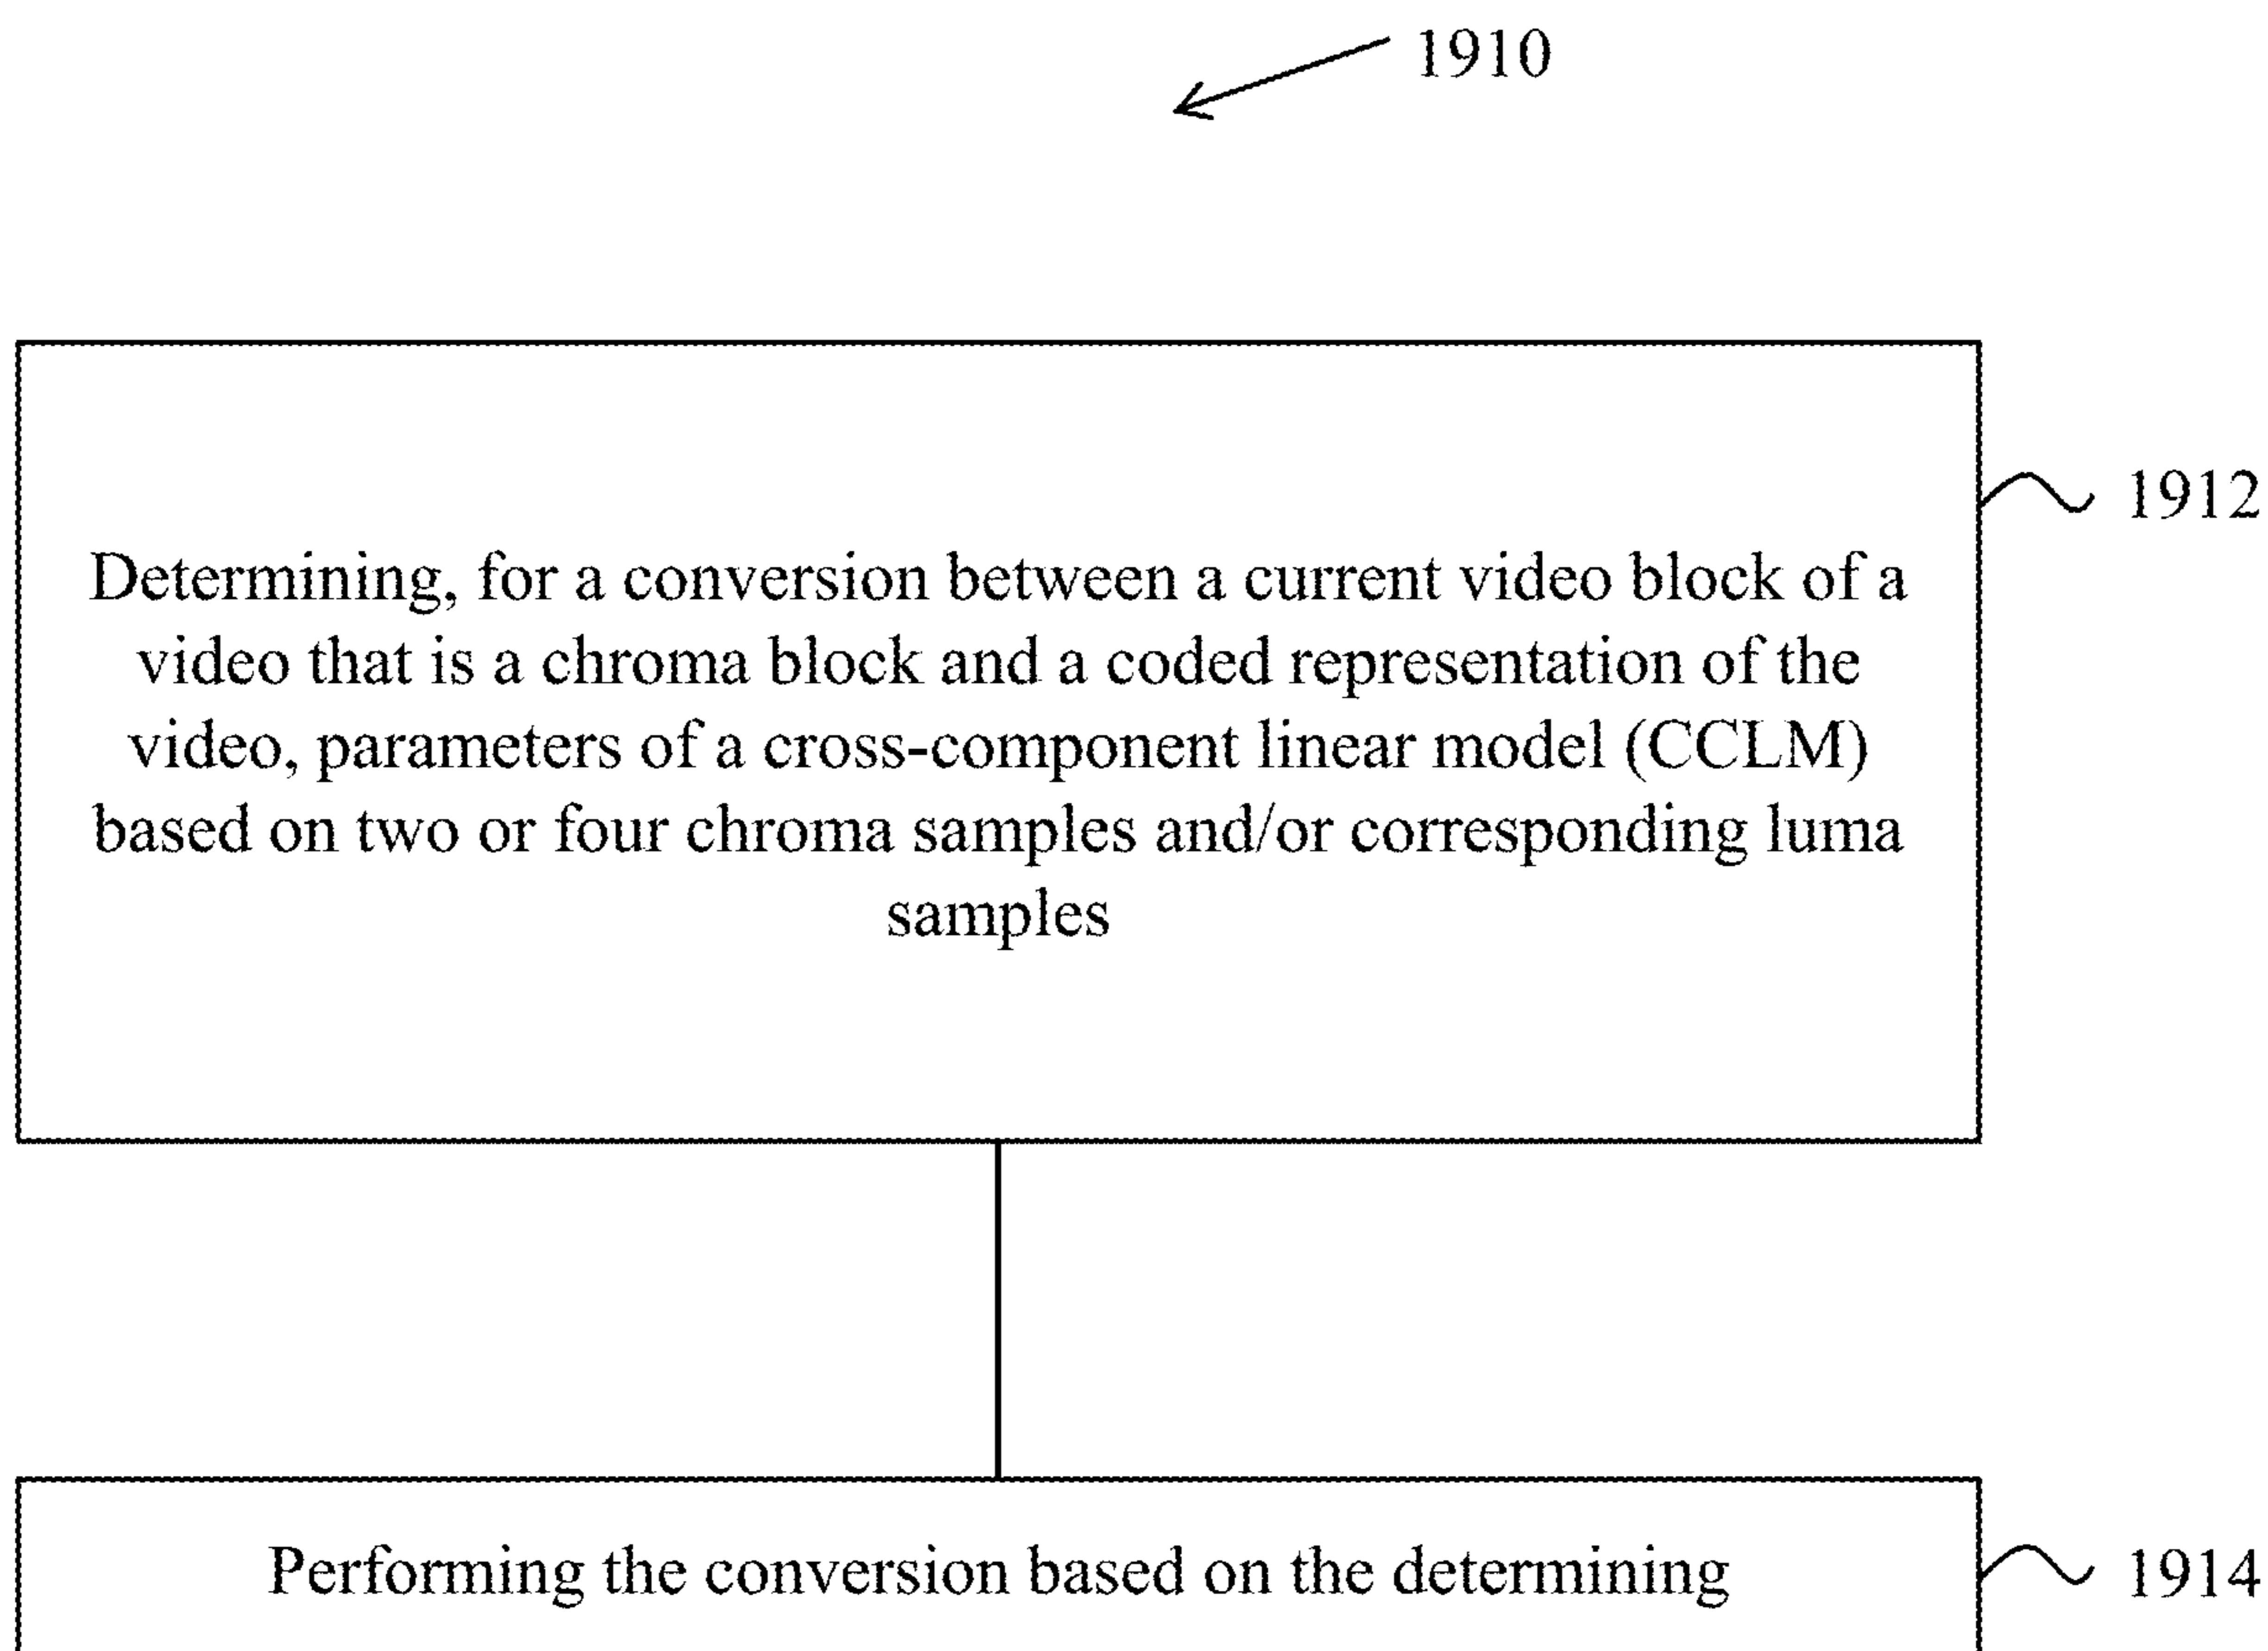 1910
1912
Determining, for a conversion between a current video block of a
video that is a chroma block and a coded representation of the
video, parameters of a cross-component linear model (CCLM)
based on two or four chroma samples and/or corresponding luma
samples
Performing the conversion based on the determining
1914